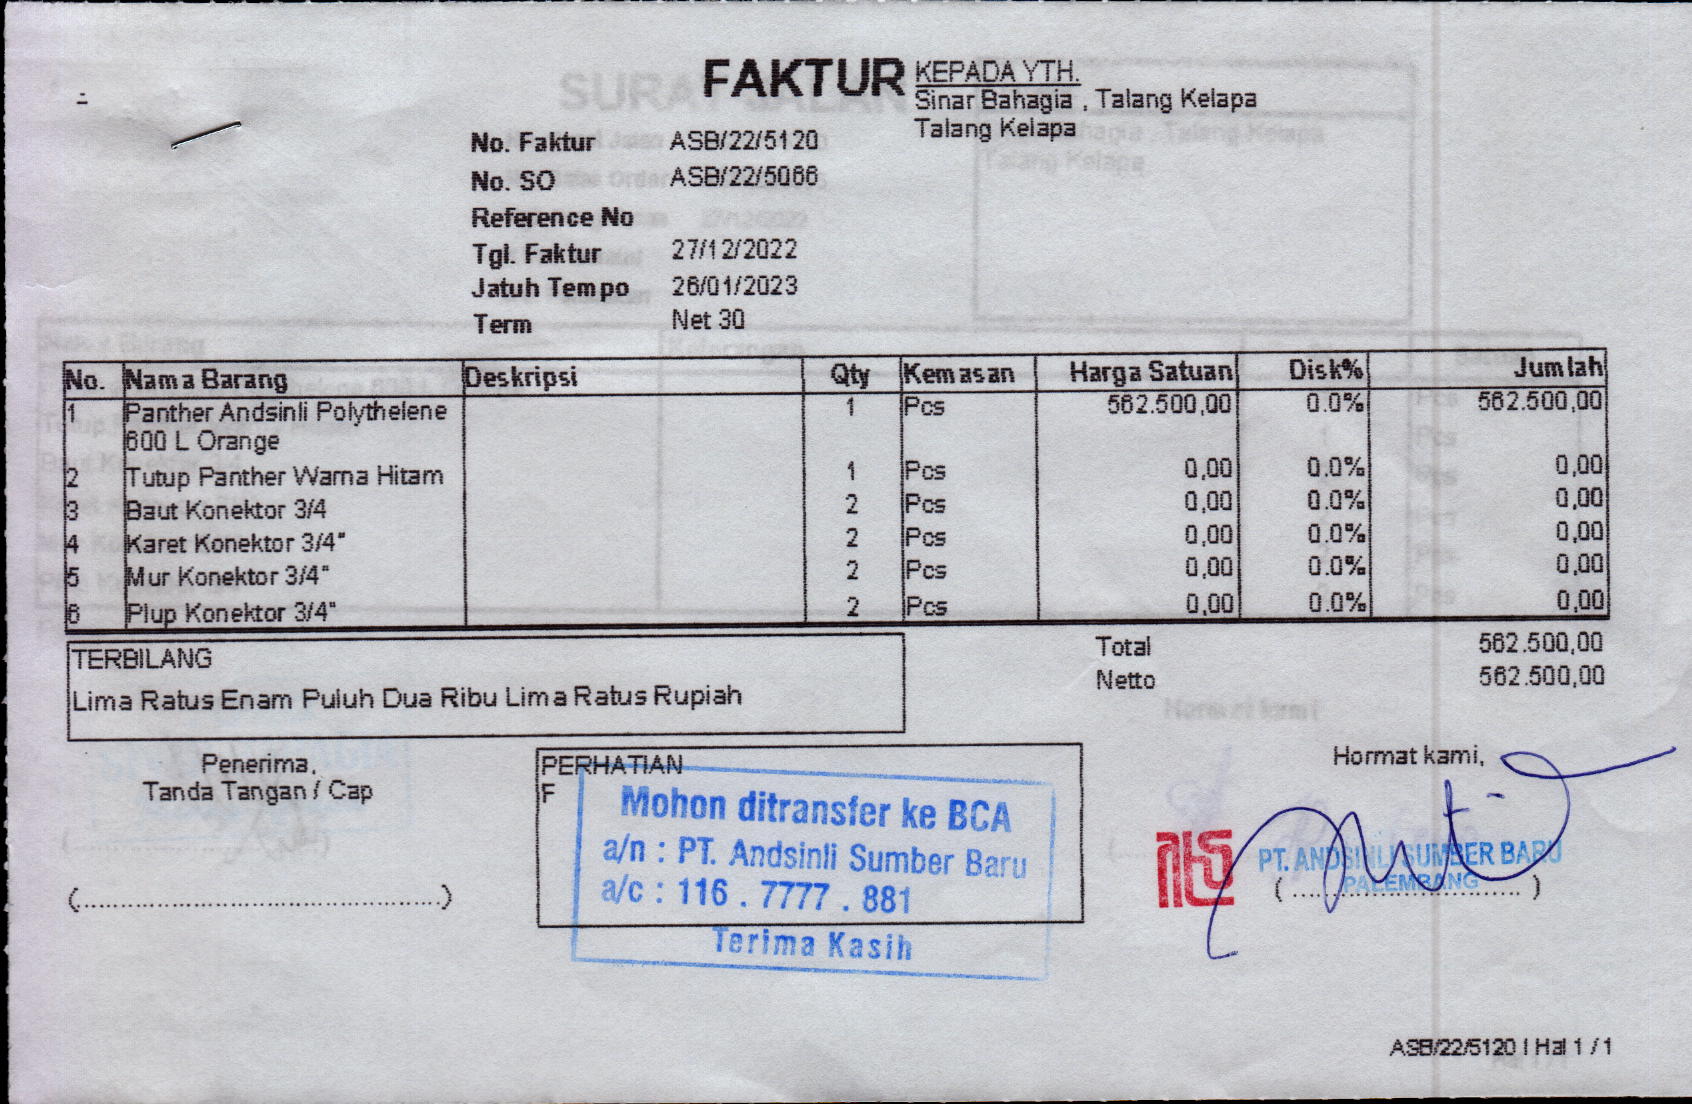 FAKTUR
KEPADA YTH.
Sinar Bahagia , Talang Kelapa
Talang Kelapa
No. Faktur ASB/22/5120
No. SO ASB/22/5066
Reference No
Tgl. Faktur 27/12/2022
Jatuh Tempo 26/01/2023
Term Net 30
No. Nama Barang Deskripsi Qty Kemasan Harga Satuan Disk% Jumlah
1 Panther Andsinli Polythelene 1 Pcs 562.500,00 0.0% 562.500,00
600 L Orange
2 Tutup Panther Warna Hitam 1 Pcs 0,00 0.0% 0,00
3 Baut Konektor 3/4 2 Pcs 0,00 0.0% 0,00
4 Karet Konektor 3/4" 2 Pcs 0,00 0.0% 0,00
5 Mur Konektor 3/4" 2 Pcs 0,00 0.0% 0,00
6 Plup Konektor 3/4" 2 Pcs 0,00 0.0% 0,00
Total 562.500,00
Netto 562.500,00
TERBILANG
Lima Ratus Enam Puluh Dua Ribu Lima Ratus Rupiah
Penerima,
Tanda Tangan / Cap
(..........................................)
PERHATIAN
F
Mohon ditransfer ke BCA
a/n : PT. Andsinli Sumber Baru
a/c : 116 . 7777 . 881
Terima Kasih
Hormat kami,
PT. ANDSINLI SUMBER BARU
PALEMBANG
( .......................... )
ASB/22/5120 | Hal 1 / 1